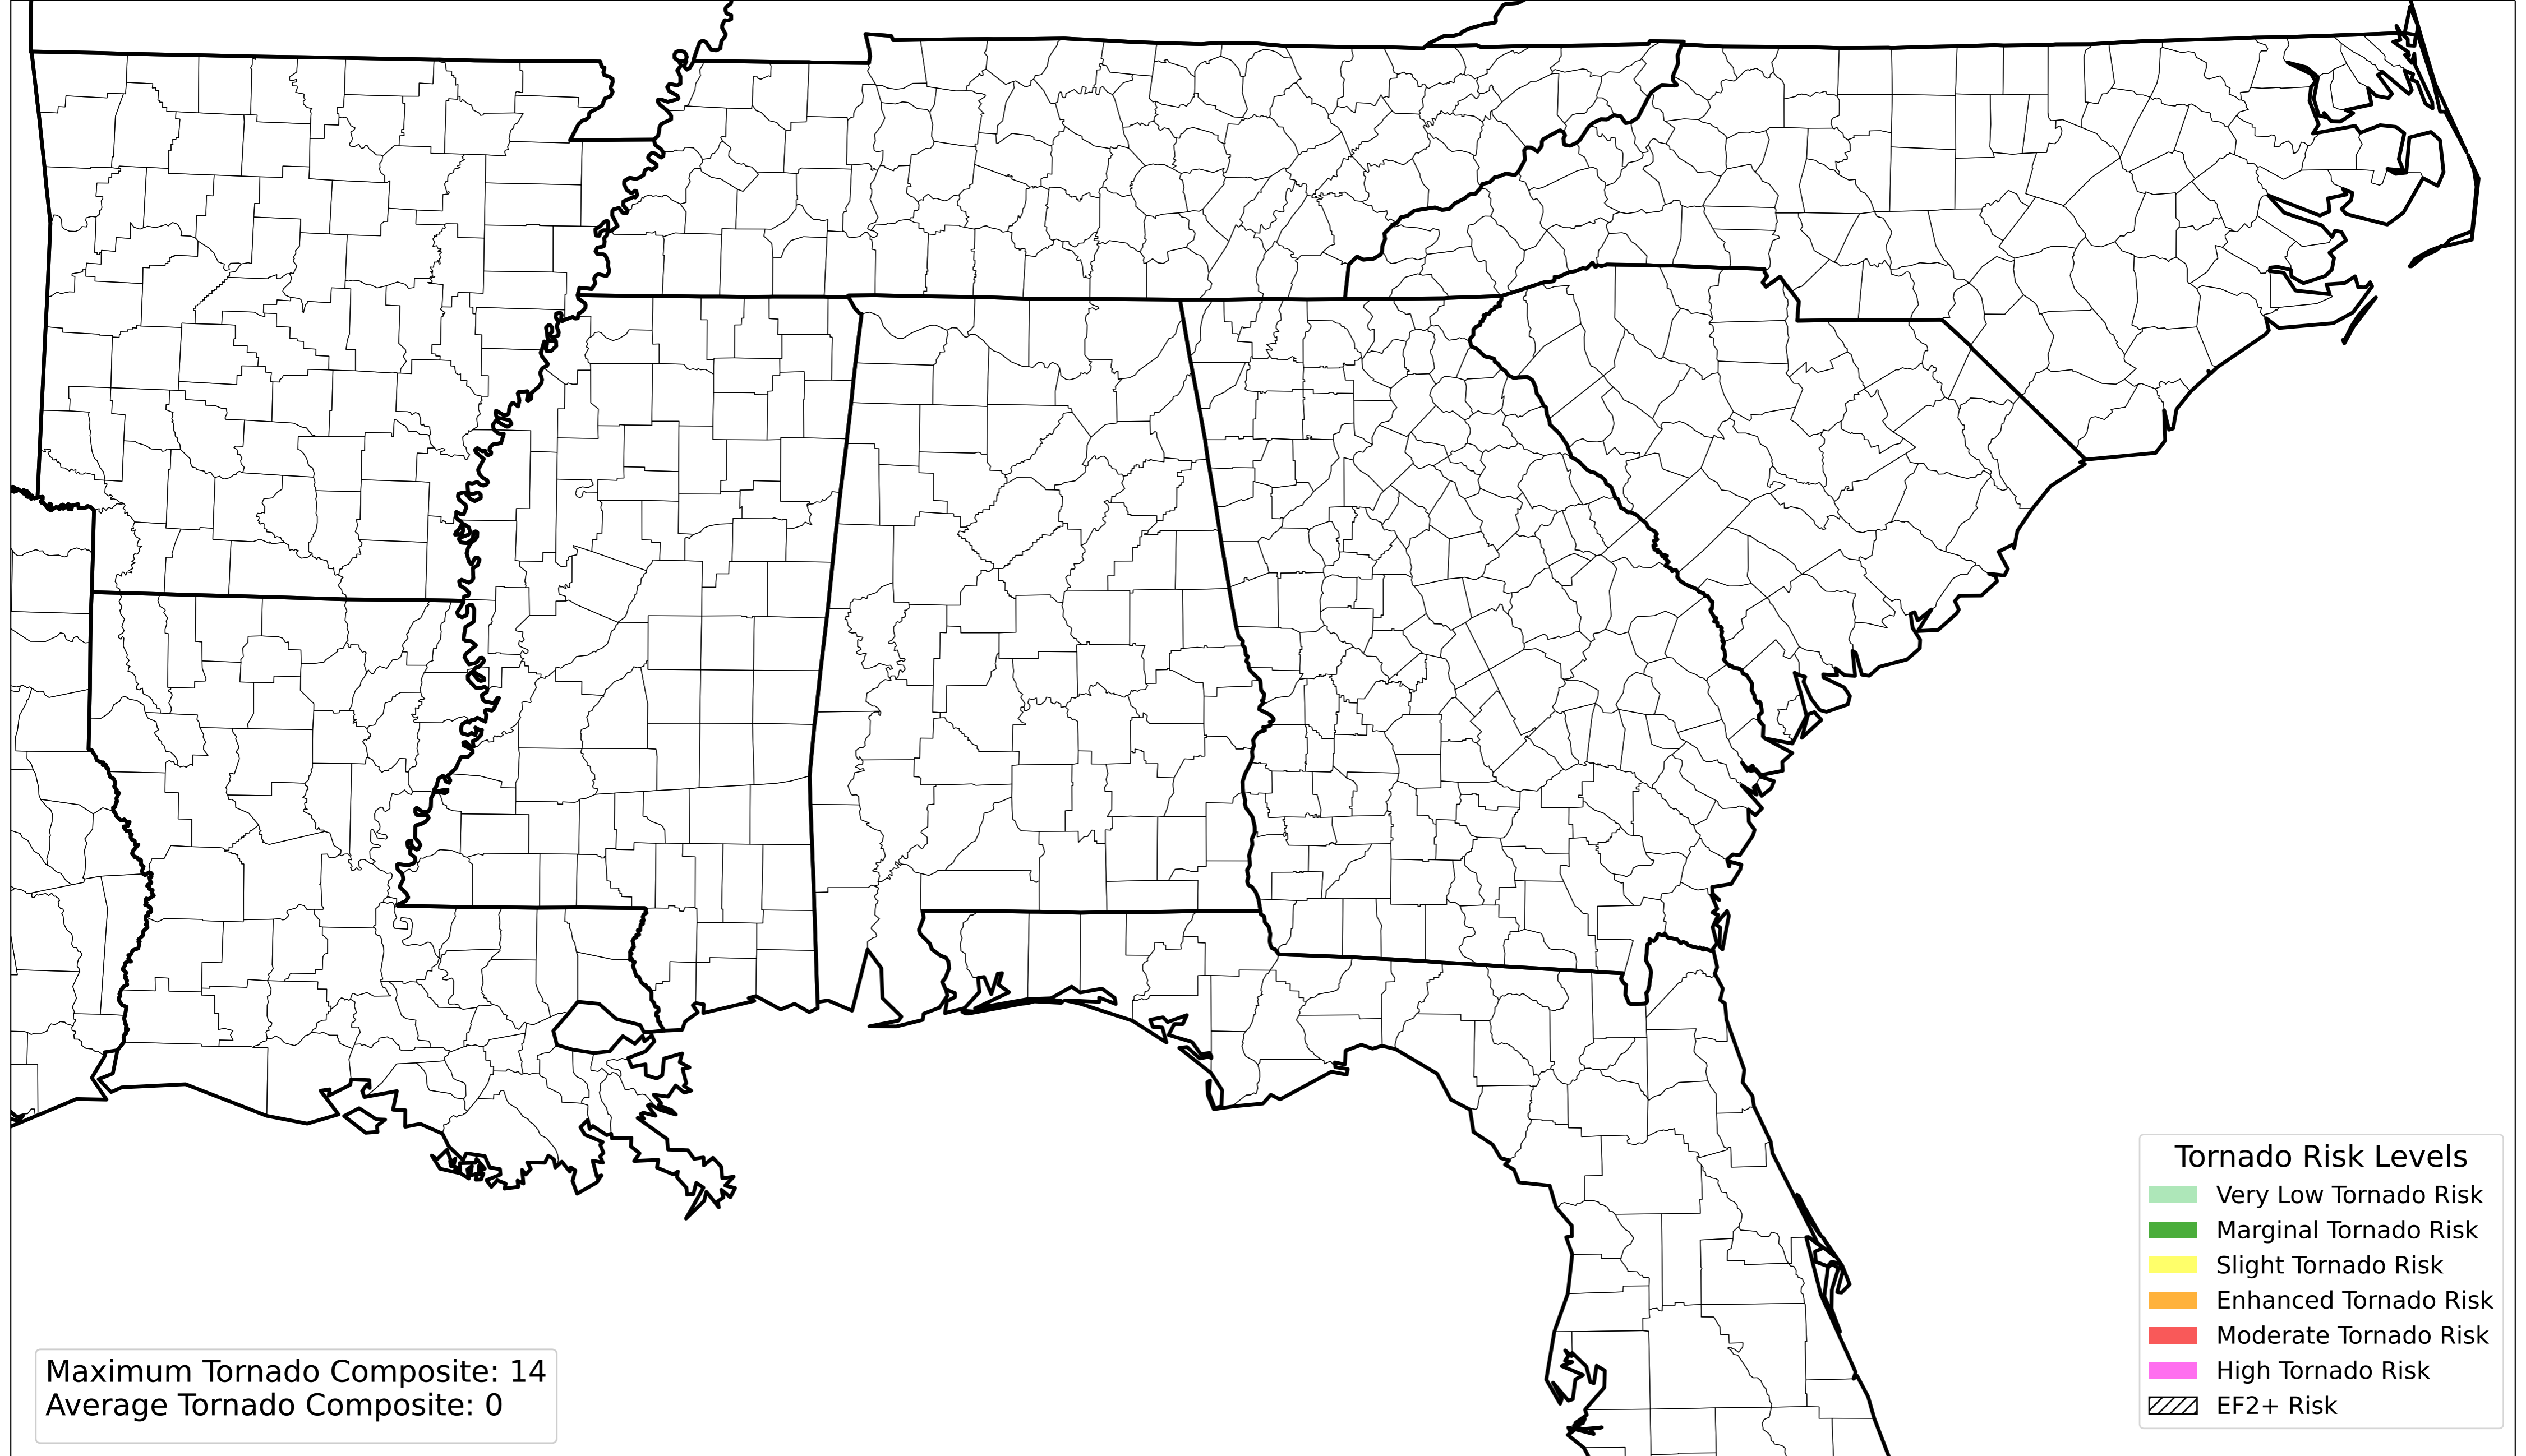 Tornado Risk Levels
Very Low Tornado Risk
Marginal Tornado Risk
Slight Tornado Risk
Enhanced Tornado Risk
Moderate Tornado Risk
High Tornado Risk
EF2+ Risk
Maximum Tornado Composite: 14
Average Tornado Composite: 0